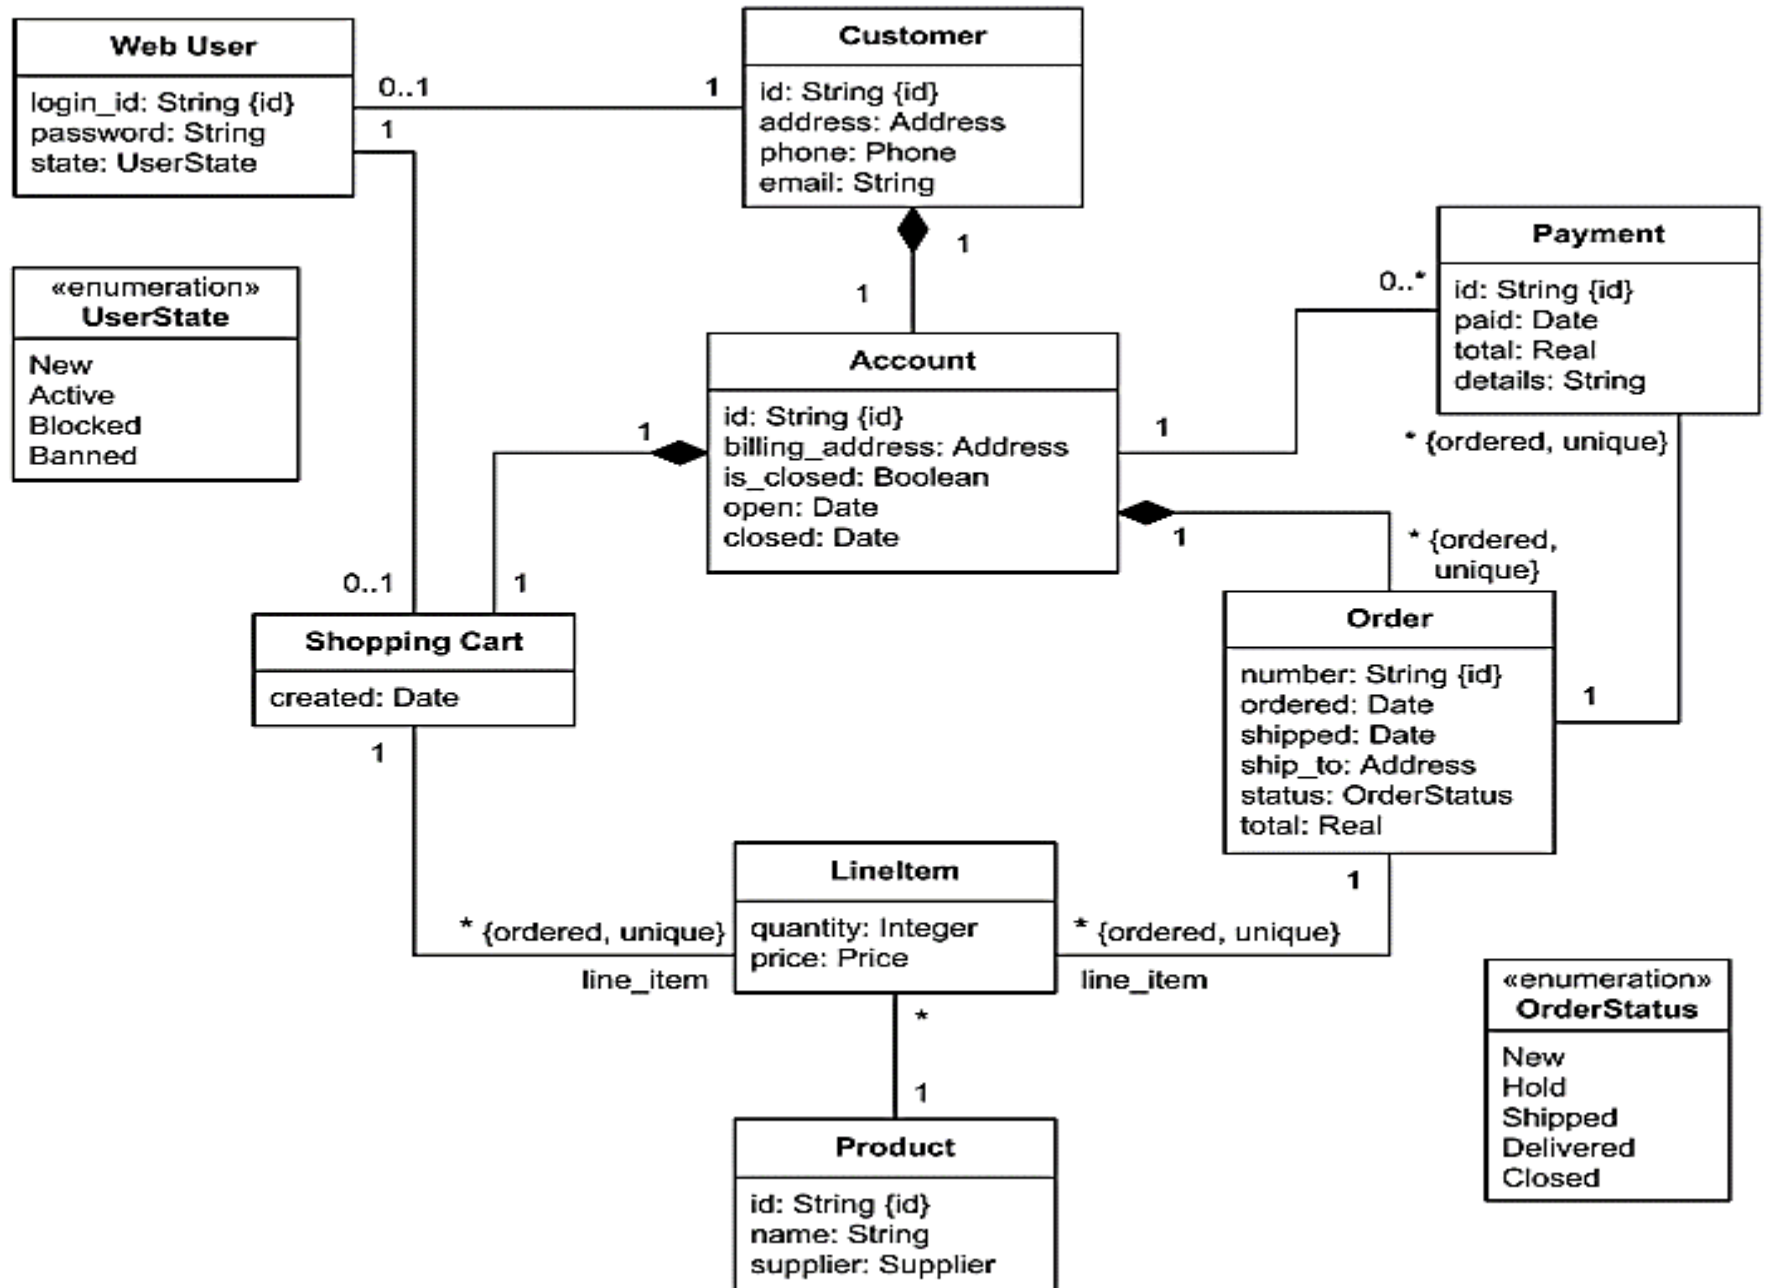 Web User
login_id: String {id}
password: String
state: UserState
0..1
1
1
Customer
id: String {id}
address: Address
phone: Phone
email: String
1
1
«enumeration»
UserState
New
Active
Blocked
Banned
Payment
id: String {id}
paid: Date
total: Real
details: String
0..*
* {ordered, unique}
Account
id: String {id}
billing_address: Address
is_closed: Boolean
open: Date
closed: Date
1
1
1
* {ordered,
unique}
0..1
1
Shopping Cart
created: Date
1
Order
number: String {id}
ordered: Date
shipped: Date
ship_to: Address
status: OrderStatus
total: Real
1
1
LineItem
quantity: Integer
price: Price
* {ordered, unique}
line_item
* {ordered, unique}
line_item
*
1
Product
id: String {id}
name: String
supplier: Supplier
«enumeration»
OrderStatus
New
Hold
Shipped
Delivered
Closed